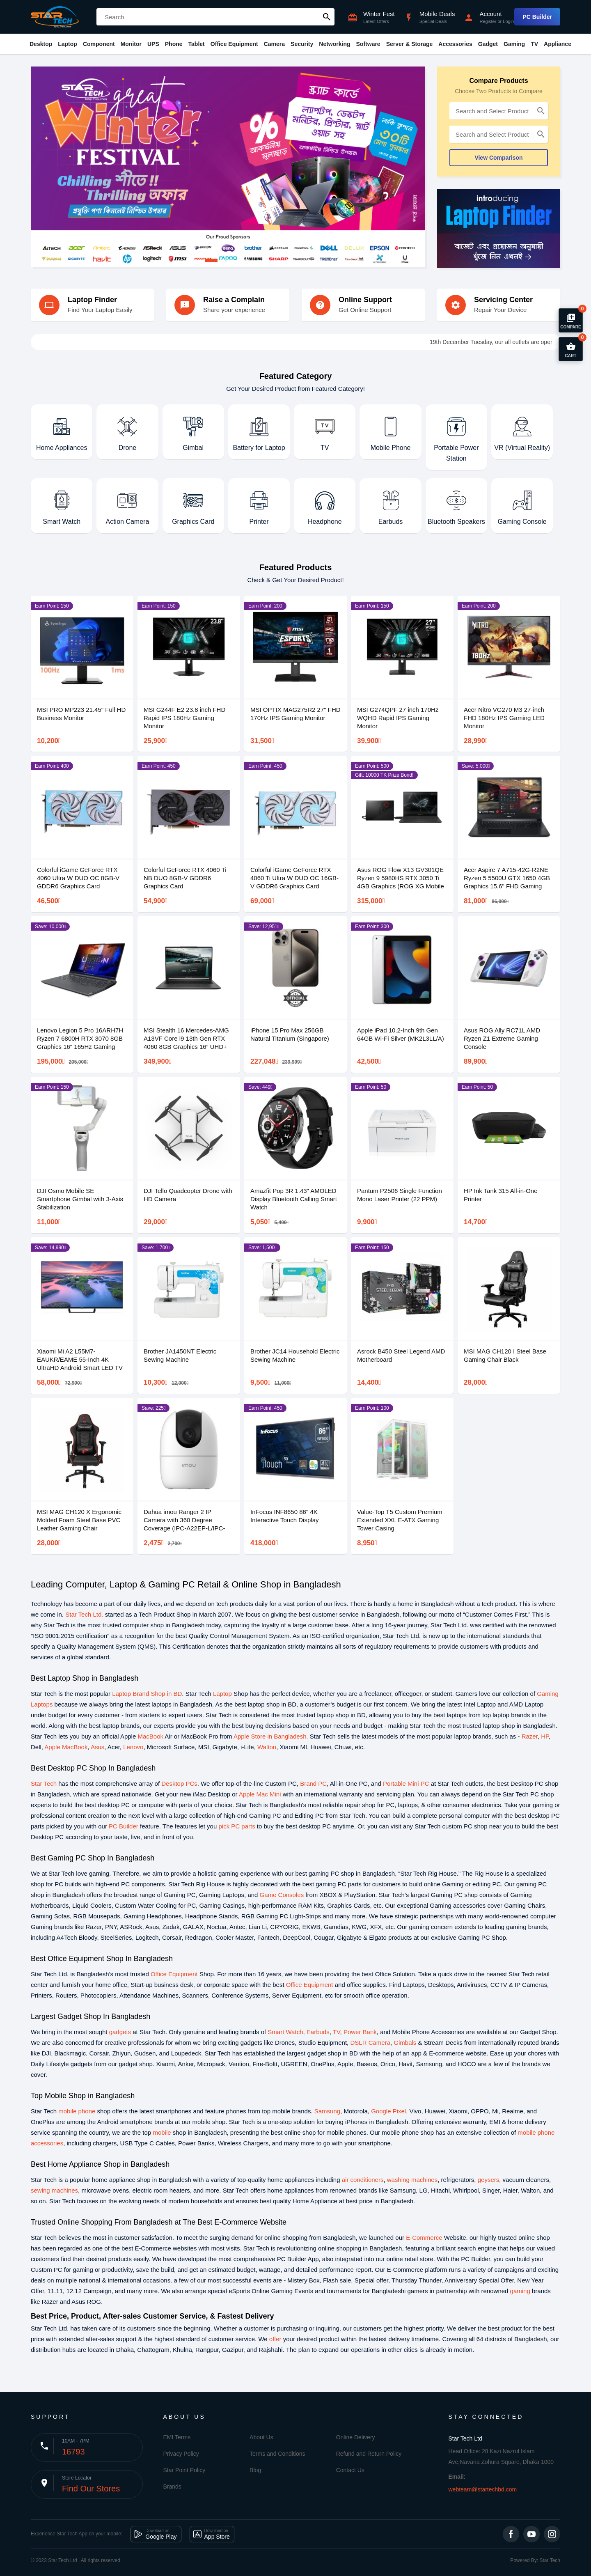 STAR TECH
Search
Winter Fest
Latest Offers
Mobile Deals
Special Deals
Account
Register or Login
PC Builder
Desktop Laptop Component Monitor UPS Phone Tablet Office Equipment Camera Security Networking Software Server & Storage Accessories Gadget Gaming TV Appliance
STAR TECH
great
Winter
FESTIVAL
Chilling শীতে!!
Thrilling অফার
প্রযুক্তি পণ্য কিনলেই নিশ্চিত উপহার
স্ক্র্যাচ কার্ডে
ল্যাপটপ, ডেস্কটপ
মনিটর, প্রিন্টার, স্মার্ট
ওয়াচ সহ
Our Proud Sponsors
Compare Products
Choose Two Products to Compare
Search and Select Product
Search and Select Product
View Comparison
introducing
Laptop Finder
বাজেট এবং প্রয়োজন অনুযায়ী
খুঁজে নিন এখনই →
Laptop Finder
Find Your Laptop Easily
Raise a Complain
Share your experience
Online Support
Get Online Support
Servicing Center
Repair Your Device
0
COMPARE
0
CART
19th December Tuesday, our all outlets are oper
Featured Category
Get Your Desired Product from Featured Category!
Home Appliances
Drone
Gimbal
Battery for Laptop
TV
Mobile Phone
Portable Power
Station
VR (Virtual Reality)
Smart Watch
Action Camera
Graphics Card
Printer
Headphone
Earbuds
Bluetooth Speakers
Gaming Console
Featured Products
Check & Get Your Desired Product!
Earn Point: 150
100Hz 1ms
MSI PRO MP223 21.45" Full HD
Business Monitor
10,200
Earn Point: 150
23.8"
MSI G244F E2 23.8 inch FHD
Rapid IPS 180Hz Gaming
Monitor
25,900
Earn Point: 200
MSI OPTIX MAG275R2 27" FHD
170Hz IPS Gaming Monitor
31,500
Earn Point: 150
27"
MSI G274QPF 27 inch 170Hz
WQHD Rapid IPS Gaming
Monitor
39,900
Earn Point: 200
NITRO
180Hz
Acer Nitro VG270 M3 27-inch
FHD 180Hz IPS Gaming LED
Monitor
28,990
Earn Point: 400
Colorful iGame GeForce RTX
4060 Ultra W DUO OC 8GB-V
GDDR6 Graphics Card
46,500
Earn Point: 450
Colorful GeForce RTX 4060 Ti
NB DUO 8GB-V GDDR6
Graphics Card
54,900
Earn Point: 450
Colorful iGame GeForce RTX
4060 Ti Ultra W DUO OC 16GB-
V GDDR6 Graphics Card
69,000
Earn Point: 500
Gift: 10000 TK Prize Bond!
Asus ROG Flow X13 GV301QE
Ryzen 9 5980HS RTX 3050 Ti
4GB Graphics (ROG XG Mobile
315,000
Save: 5,000
Acer Aspire 7 A715-42G-R2NE
Ryzen 5 5500U GTX 1650 4GB
Graphics 15.6" FHD Gaming
81,000 86,000
Save: 10,000
Lenovo Legion 5 Pro 16ARH7H
Ryzen 7 6800H RTX 3070 8GB
Graphics 16" 165Hz Gaming
195,000 205,000
MSI Stealth 16 Mercedes-AMG
A13VF Core i9 13th Gen RTX
4060 8GB Graphics 16" UHD+
349,900
Save: 12,951
OFFICIAL
iPhone 15 Pro Max 256GB
Natural Titanium (Singapore)
227,048 239,999
Earn Point: 300
Apple iPad 10.2-Inch 9th Gen
64GB Wi-Fi Silver (MK2L3LL/A)
42,500
Asus ROG Ally RC71L AMD
Ryzen Z1 Extreme Gaming
Console
89,900
Earn Point: 150
DJI Osmo Mobile SE
Smartphone Gimbal with 3-Axis
Stabilization
11,000
DJI Tello Quadcopter Drone with
HD Camera
29,000
Save: 449
Amazfit Pop 3R 1.43" AMOLED
Display Bluetooth Calling Smart
Watch
5,050 5,499
Earn Point: 50
Pantum P2506 Single Function
Mono Laser Printer (22 PPM)
9,900
Earn Point: 50
HP Ink Tank 315 All-in-One
Printer
14,700
Save: 14,990
Xiaomi Mi A2 L55M7-
EAUKR/EAME 55-Inch 4K
UltraHD Android Smart LED TV
58,000 72,990
Save: 1,700
Brother JA1450NT Electric
Sewing Machine
10,300 12,000
Save: 1,500
Brother JC14 Household Electric
Sewing Machine
9,500 11,000
Earn Point: 150
STEEL LEGEND
Asrock B450 Steel Legend AMD
Motherboard
14,400
MSI MAG CH120 I Steel Base
Gaming Chair Black
28,000
MSI MAG CH120 X Ergonomic
Molded Foam Steel Base PVC
Leather Gaming Chair
28,000
Save: 225
imou
Dahua imou Ranger 2 IP
Camera with 360 Degree
Coverage (IPC-A22EP-L/IPC-
2,475 2,700
Earn Point: 450
InFocus
86"
InFocus INF8650 86" 4K
Interactive Touch Display
418,000
Earn Point: 100
Value-Top T5 Custom Premium
Extended XXL E-ATX Gaming
Tower Casing
8,950
Leading Computer, Laptop & Gaming PC Retail & Online Shop in Bangladesh
Technology has become a part of our daily lives, and we depend on tech products daily for a vast portion of our lives. There is hardly a home in Bangladesh without a tech product. This is where
we come in. Star Tech Ltd. started as a Tech Product Shop in March 2007. We focus on giving the best customer service in Bangladesh, following our motto of “Customer Comes First.” This is
why Star Tech is the most trusted computer shop in Bangladesh today, capturing the loyalty of a large customer base. After a long 16-year journey, Star Tech Ltd. was certified with the renowned
"ISO 9001:2015 certification" as a recognition for the best Quality Control Management System. As an ISO-certified organization, Star Tech Ltd. is now up to the international standards that
specify a Quality Management System (QMS). This Certification denotes that the organization strictly maintains all sorts of regulatory requirements to provide customers with products and
services of a global standard.
Best Laptop Shop in Bangladesh
Star Tech is the most popular Laptop Brand Shop in BD. Star Tech Laptop Shop has the perfect device, whether you are a freelancer, officegoer, or student. Gamers love our collection of Gaming
Laptops because we always bring the latest laptops in Bangladesh. As the best laptop shop in BD, a customer's budget is our first concern. We bring the latest Intel Laptop and AMD Laptop
under one roof for every customer - from starters to expert users. Star Tech is considered the most trusted laptop shop in BD, allowing you to buy the best laptops from top laptop brands in the
world. Along with the best laptop brands, our experts provide you with the best buying decisions based on your needs and budget - making Star Tech the most trusted laptop shop in Bangladesh.
Star Tech lets you buy an official Apple MacBook Air or MacBook Pro from Apple Store in Bangladesh. Star Tech sells the latest models of the most popular laptop brands, such as - Razer, HP,
Dell, Apple MacBook, Asus, Acer, Lenovo, Microsoft Surface, MSI, Gigabyte, i-Life, Walton, Xiaomi MI, Huawei, Chuwi, etc.
Best Desktop PC Shop In Bangladesh
Star Tech has the most comprehensive array of Desktop PCs. We offer top-of-the-line Custom PC, Brand PC, All-in-One PC, and Portable Mini PC at Star Tech outlets, the best Desktop PC shop
in Bangladesh, which are spread nationwide. Get your new iMac Desktop or Apple Mac Mini with an international warranty and servicing plan. You can always depend on the Star Tech PC shop
experts to build the best desktop PC or computer with parts of your choice. Star Tech is Bangladesh's most reliable repair shop for PC, laptops, & other consumer electronics. Take your gaming or
professional content creation to the next level with a large collection of high-end Gaming PC and Editing PC from Star Tech. You can build a complete personal computer with the best desktop PC
parts picked by you with our PC Builder feature. The features let you pick PC parts to buy the best desktop PC anytime. Or, you can visit any Star Tech custom PC shop near you to build the best
Desktop PC according to your taste, live, and in front of you.
Best Gaming PC Shop In Bangladesh
We at Star Tech love gaming. Therefore, we aim to provide a holistic gaming experience with our best gaming PC shop in Bangladesh, “Star Tech Rig House.” The Rig House is a specialized
shop for PC builds with high-end PC components. Star Tech Rig House is highly decorated with the best gaming PC parts for customers to build online Gaming or editing PC. Our gaming PC
shop in Bangladesh offers the broadest range of Gaming PC, Gaming Laptops, and Game Consoles from XBOX & PlayStation. Star Tech's largest Gaming PC shop consists of Gaming
Motherboards, Liquid Coolers, Custom Water Cooling for PC, Gaming Casings, high-performance RAM Kits, Graphics Cards, etc. Our exceptional Gaming accessories cover Gaming Chairs,
Gaming Sofas, RGB Mousepads, Gaming Headphones, Headphone Stands, RGB Gaming PC Light-Strips and many more. We have strategic partnerships with many world-renowned computer
Gaming brands like Razer, PNY, ASRock, Asus, Zadak, GALAX, Noctua, Antec, Lian Li, CRYORIG, EKWB, Gamdias, KWG, XFX, etc. Our gaming concern extends to leading gaming brands,
including A4Tech Bloody, SteelSeries, Logitech, Corsair, Redragon, Cooler Master, Fantech, DeepCool, Cougar, Gigabyte & Elgato products at our exclusive Gaming PC Shop.
Best Office Equipment Shop In Bangladesh
Star Tech Ltd. is Bangladesh's most trusted Office Equipment Shop. For more than 16 years, we have been providing the best Office Solution. Take a quick drive to the nearest Star Tech retail
center and furnish your home office, Start-up business desk, or corporate space with the best Office Equipment and office supplies. Find Laptops, Desktops, Antiviruses, CCTV & IP Cameras,
Printers, Routers, Photocopiers, Attendance Machines, Scanners, Conference Systems, Server Equipment, etc for smooth office operation.
Largest Gadget Shop In Bangladesh
We bring in the most sought gadgets at Star Tech. Only genuine and leading brands of Smart Watch, Earbuds, TV, Power Bank, and Mobile Phone Accessories are available at our Gadget Shop.
We are also concerned for creative professionals for whom we bring exciting gadgets like Drones, Studio Equipment, DSLR Camera, Gimbals & Stream Decks from internationally reputed brands
like DJI, Blackmagic, Corsair, Zhiyun, Gudsen, and Loupedeck. Star Tech has established the largest gadget shop in BD with the help of an app & E-commerce website. Ease up your chores with
Daily Lifestyle gadgets from our gadget shop. Xiaomi, Anker, Micropack, Vention, Fire-Boltt, UGREEN, OnePlus, Apple, Baseus, Orico, Havit, Samsung, and HOCO are a few of the brands we
cover.
Top Mobile Shop in Bangladesh
Star Tech mobile phone shop offers the latest smartphones and feature phones from top mobile brands. Samsung, Motorola, Google Pixel, Vivo, Huawei, Xiaomi, OPPO, Mi, Realme, and
OnePlus are among the Android smartphone brands at our mobile shop. Star Tech is a one-stop solution for buying iPhones in Bangladesh. Offering extensive warranty, EMI & home delivery
service spanning the country, we are the top mobile shop in Bangladesh, presenting the best online shop for mobile phones. Our mobile phone shop has an extensive collection of mobile phone
accessories, including chargers, USB Type C Cables, Power Banks, Wireless Chargers, and many more to go with your smartphone.
Best Home Appliance Shop in Bangladesh
Star Tech is a popular home appliance shop in Bangladesh with a variety of top-quality home appliances including air conditioners, washing machines, refrigerators, geysers, vacuum cleaners,
sewing machines, microwave ovens, electric room heaters, and more. Star Tech offers home appliances from renowned brands like Samsung, LG, Hitachi, Whirlpool, Singer, Haier, Walton, and
so on. Star Tech focuses on the evolving needs of modern households and ensures best quality Home Appliance at best price in Bangladesh.
Trusted Online Shopping From Bangladesh at The Best E-Commerce Website
Star Tech believes the most in customer satisfaction. To meet the surging demand for online shopping from Bangladesh, we launched our E-Commerce Website. our highly trusted online shop
has been regarded as one of the best E-Commerce websites with most visits. Star Tech is revolutionizing online shopping in Bangladesh, featuring a brilliant search engine that helps our valued
customers find their desired products easily. We have developed the most comprehensive PC Builder App, also integrated into our online retail store. With the PC Builder, you can build your
Custom PC for gaming or productivity, save the build, and get an estimated budget, wattage, and detailed performance report. Our E-Commerce platform runs a variety of campaigns and exciting
deals on multiple national & international occasions. a few of our most successful events are - Mistery Box, Flash sale, Special offer, Thursday Thunder, Anniversary Special Offer, New Year
Offer, 11.11, 12.12 Campaign, and many more. We also arrange special eSports Online Gaming Events and tournaments for Bangladeshi gamers in partnership with renowned gaming brands
like Razer and Asus ROG.
Best Price, Product, After-sales Customer Service, & Fastest Delivery
Star Tech Ltd. has taken care of its customers since the beginning. Whether a customer is purchasing or inquiring, our customers get the highest priority. We deliver the best product for the best
price with extended after-sales support & the highest standard of customer service. We offer your desired product within the fastest delivery timeframe. Covering all 64 districts of Bangladesh, our
distribution hubs are located in Dhaka, Chattogram, Khulna, Rangpur, Gazipur, and Rajshahi. The plan to expand our operations in other cities is already in motion.
SUPPORT
10AM - 7PM
16793
Store Locator
Find Our Stores
ABOUT US
EMI Terms
About Us
Online Delivery
Privacy Policy
Terms and Conditions
Refund and Return Policy
Star Point Policy
Blog
Contact Us
Brands
STAY CONNECTED
Star Tech Ltd
Head Office: 28 Kazi Nazrul Islam
Ave,Navana Zohura Square, Dhaka 1000
Email:
webteam@startechbd.com
Experience Star Tech App on your mobile:
Download on
Google Play
Download on
App Store
© 2023 Star Tech Ltd | All rights reserved
Powered By: Star Tech